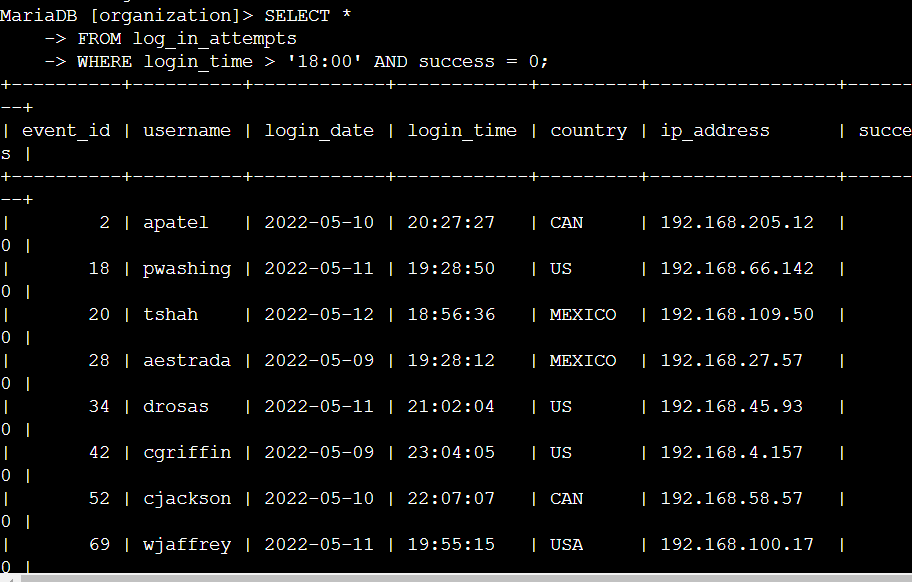 MariaDB [organization]> SELECT *
    -> FROM log_in_attempts
    -> WHERE login_time > '18:00' AND success = 0;
+----------+----------+------------+------------+---------+-----------------+------
--+
| event_id | username | login_date | login_time | country | ip_address      | succe
s |
+----------+----------+------------+------------+---------+-----------------+------
--+
|        2 | apatel   | 2022-05-10 | 20:27:27   | CAN     | 192.168.205.12  |
0 |
|       18 | pwashing | 2022-05-11 | 19:28:50   | US      | 192.168.66.142  |
0 |
|       20 | tshah    | 2022-05-12 | 18:56:36   | MEXICO  | 192.168.109.50  |
0 |
|       28 | aestrada | 2022-05-09 | 19:28:12   | MEXICO  | 192.168.27.57   |
0 |
|       34 | drosas   | 2022-05-11 | 21:02:04   | US      | 192.168.45.93   |
0 |
|       42 | cgriffin | 2022-05-09 | 23:04:05   | US      | 192.168.4.157   |
0 |
|       52 | cjackson | 2022-05-10 | 22:07:07   | CAN     | 192.168.58.57   |
0 |
|       69 | wjaffrey | 2022-05-11 | 19:55:15   | USA     | 192.168.100.17  |
0 |